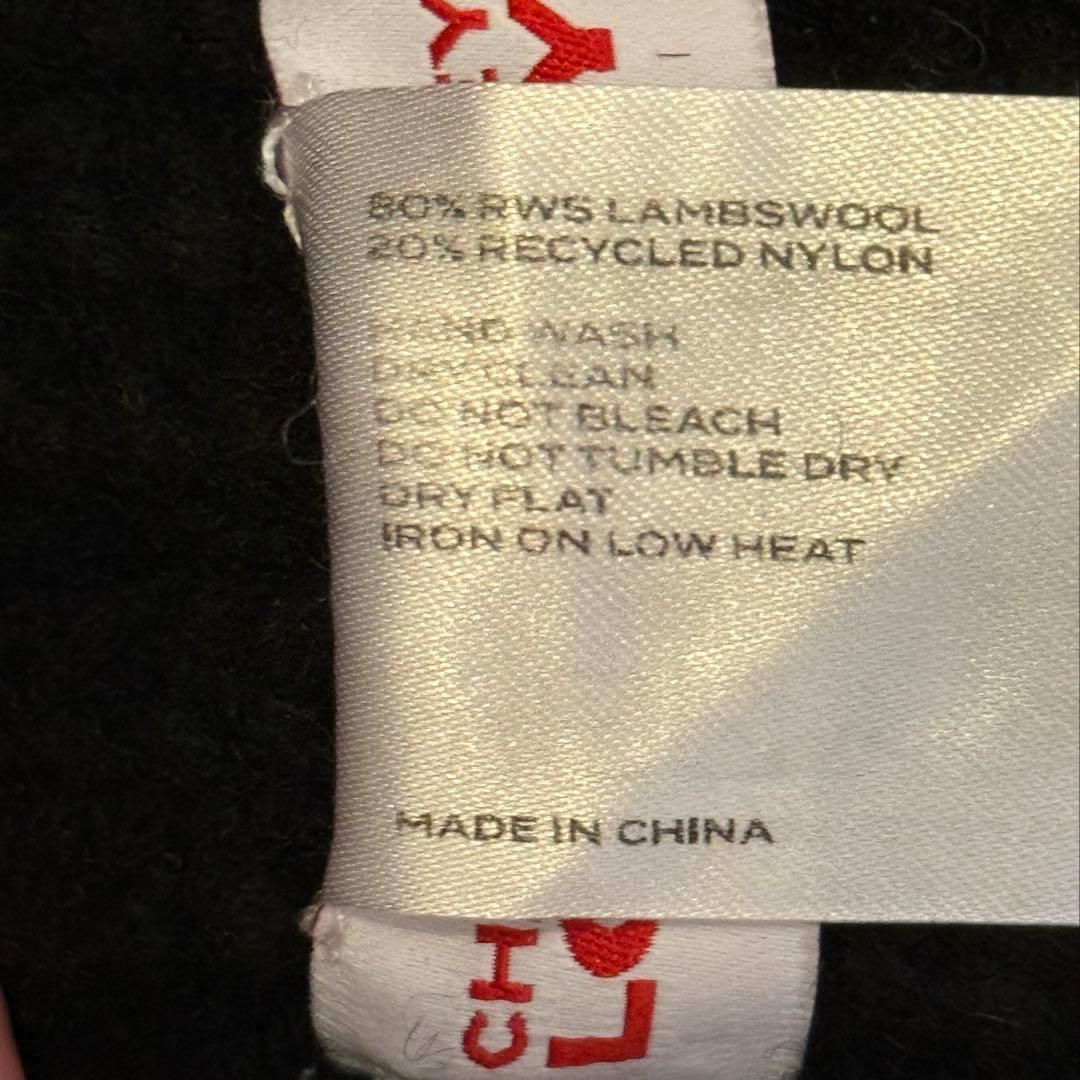 80% RWS LAMBSWOOL
20% RECYCLED NYLON
HAND WASH
DRY CLEAN
DO NOT BLEACH
DO NOT TUMBLE DRY
DRY FLAT
IRON ON LOW HEAT
MADE IN CHINA